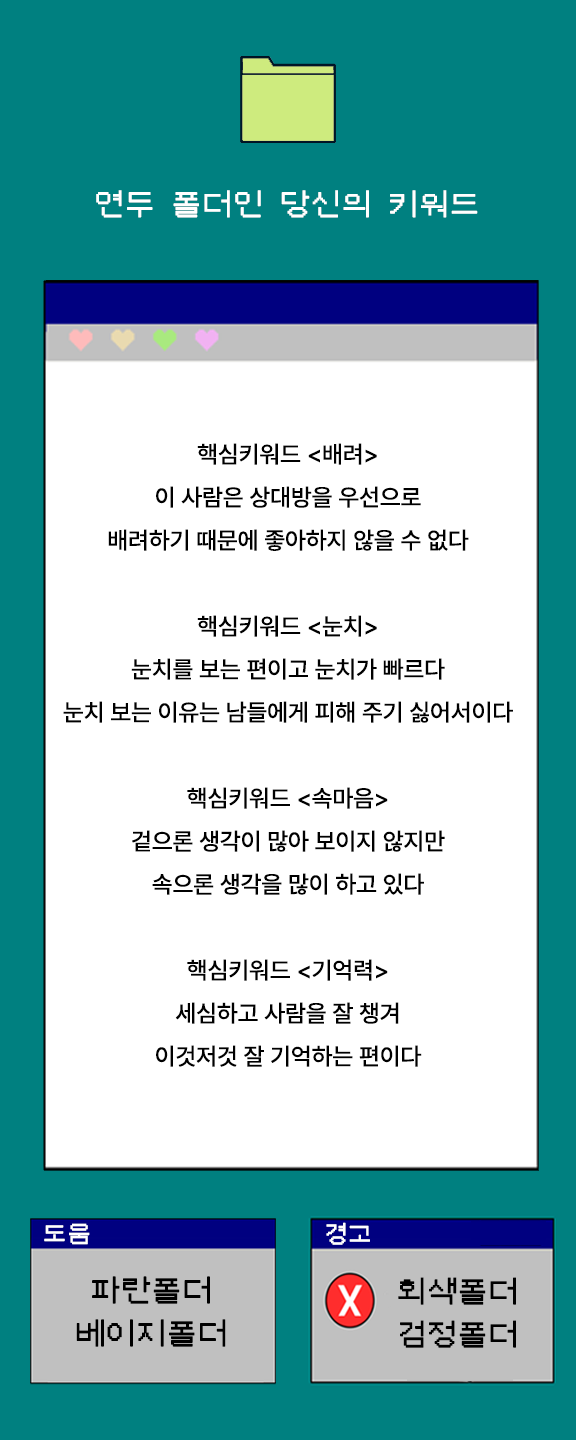 연두 폴더인 당신의 키워드
핵심키워드 <배려>
이 사람은 상대방을 우선으로
배려하기 때문에 좋아하지 않을 수 없다
핵심키워드 <눈치>
눈치를 보는 편이고 눈치가 빠르다
눈치 보는 이유는 남들에게 피해 주기 싫어서이다
핵심키워드 <속마음>
겉으론 생각이 많아 보이지 않지만
속으론 생각을 많이 하고 있다
핵심키워드 <기억력>
세심하고 사람을 잘 챙겨
이것저것 잘 기억하는 편이다
도움
파란폴더
베이지폴더
경고
X
회색폴더
검정폴더